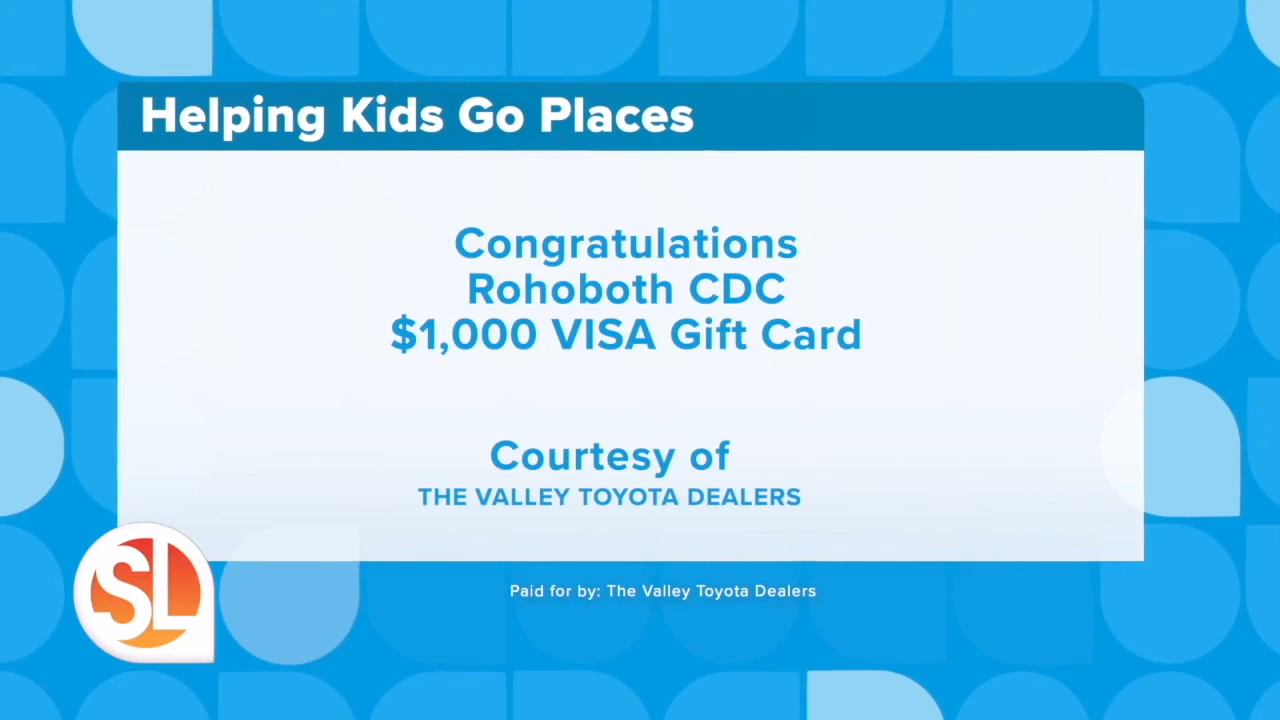 Helping Kids Go Places
Congratulations
Rohoboth CDC
$1,000 VISA Gift Card
Courtesy of
THE VALLEY TOYOTA DEALERS
SL
Paid for by: The Valley Toyota Dealers